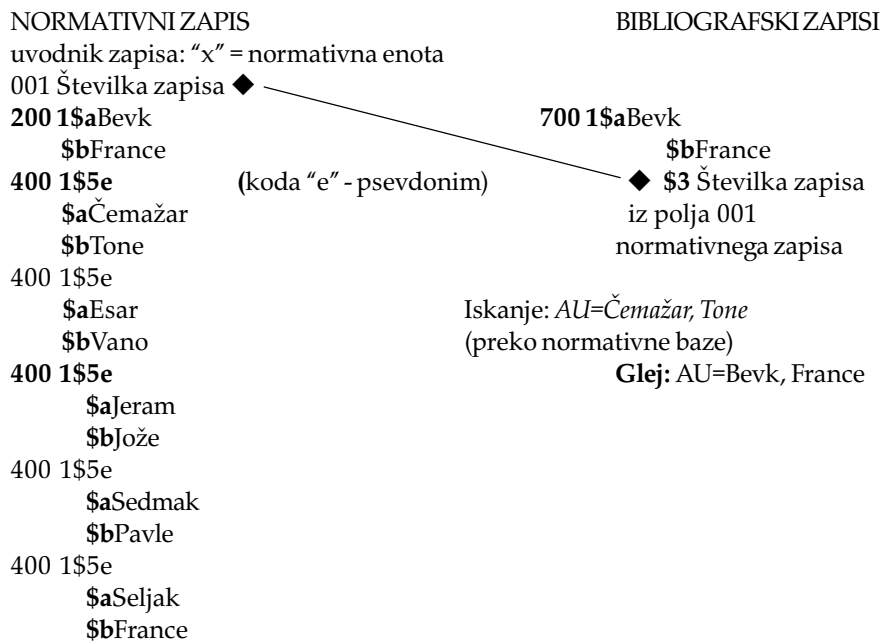 NORMATIVNI ZAPIS
uvodnik zapisa: “x” = normativna enota
001 Številka zapisa ◆
200 1$aBevk
$bFrance
400 1$5e (koda “e” - psevdonim)
$aČemažar
$bTone
400 1$5e
$aEsar
$bVano
400 1$5e
$aJeram
$bJože
400 1$5e
$aSedmak
$bPavle
400 1$5e
$aSeljak
$bFrance
BIBLIOGRAFSKI ZAPISI
700 1$aBevk
$bFrance
◆ $3 Številka zapisa
iz polja 001
normativnega zapisa
Iskanje: AU=Čemažar, Tone
(preko normativne baze)
Glej: AU=Bevk, France